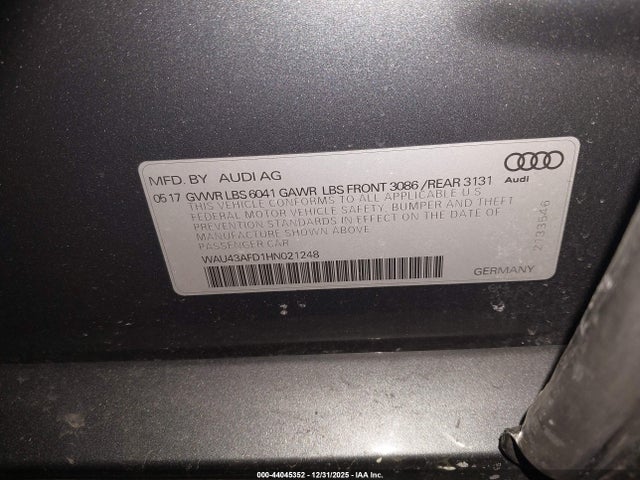 MFD. BY AUDI AG
05 17 GVWR LBS 6041 GAWR LBS FRONT 3086 / REAR 3131
THIS VEHICLE CONFORMS TO ALL APPLICABLE U.S
FEDERAL MOTOR VEHICLE SAFETY, BUMPER AND THEFT
PREVENTION STANDARDS IN EFFECT ON THE DATE OF
MANUFACTURE SHOWN ABOVE.
PASSENGER CAR
WAU43AFD1HN021248
Audi
GERMANY
000-44045352 - 12/31/2025 - IAA Inc.